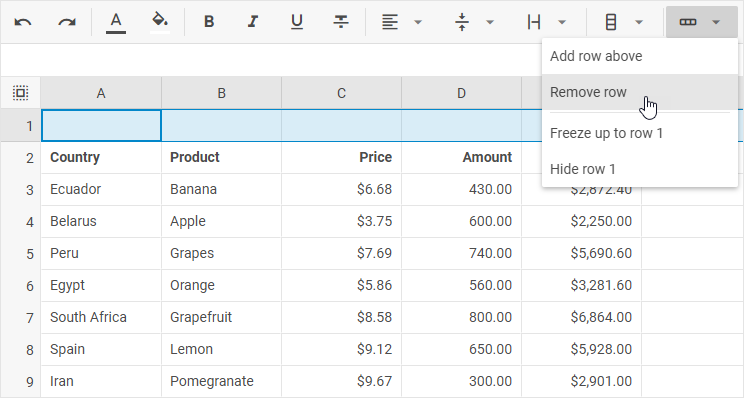 A B I U T
Add row above
Remove row
Freeze up to row 1
Hide row 1
A B C D
1
2 Country Product Price Amount
3 Ecuador Banana $6.68 430.00 $2,872.40
4 Belarus Apple $3.75 600.00 $2,250.00
5 Peru Grapes $7.69 740.00 $5,690.60
6 Egypt Orange $5.86 560.00 $3,281.60
7 South Africa Grapefruit $8.58 800.00 $6,864.00
8 Spain Lemon $9.12 650.00 $5,928.00
9 Iran Pomegranate $9.67 300.00 $2,901.00